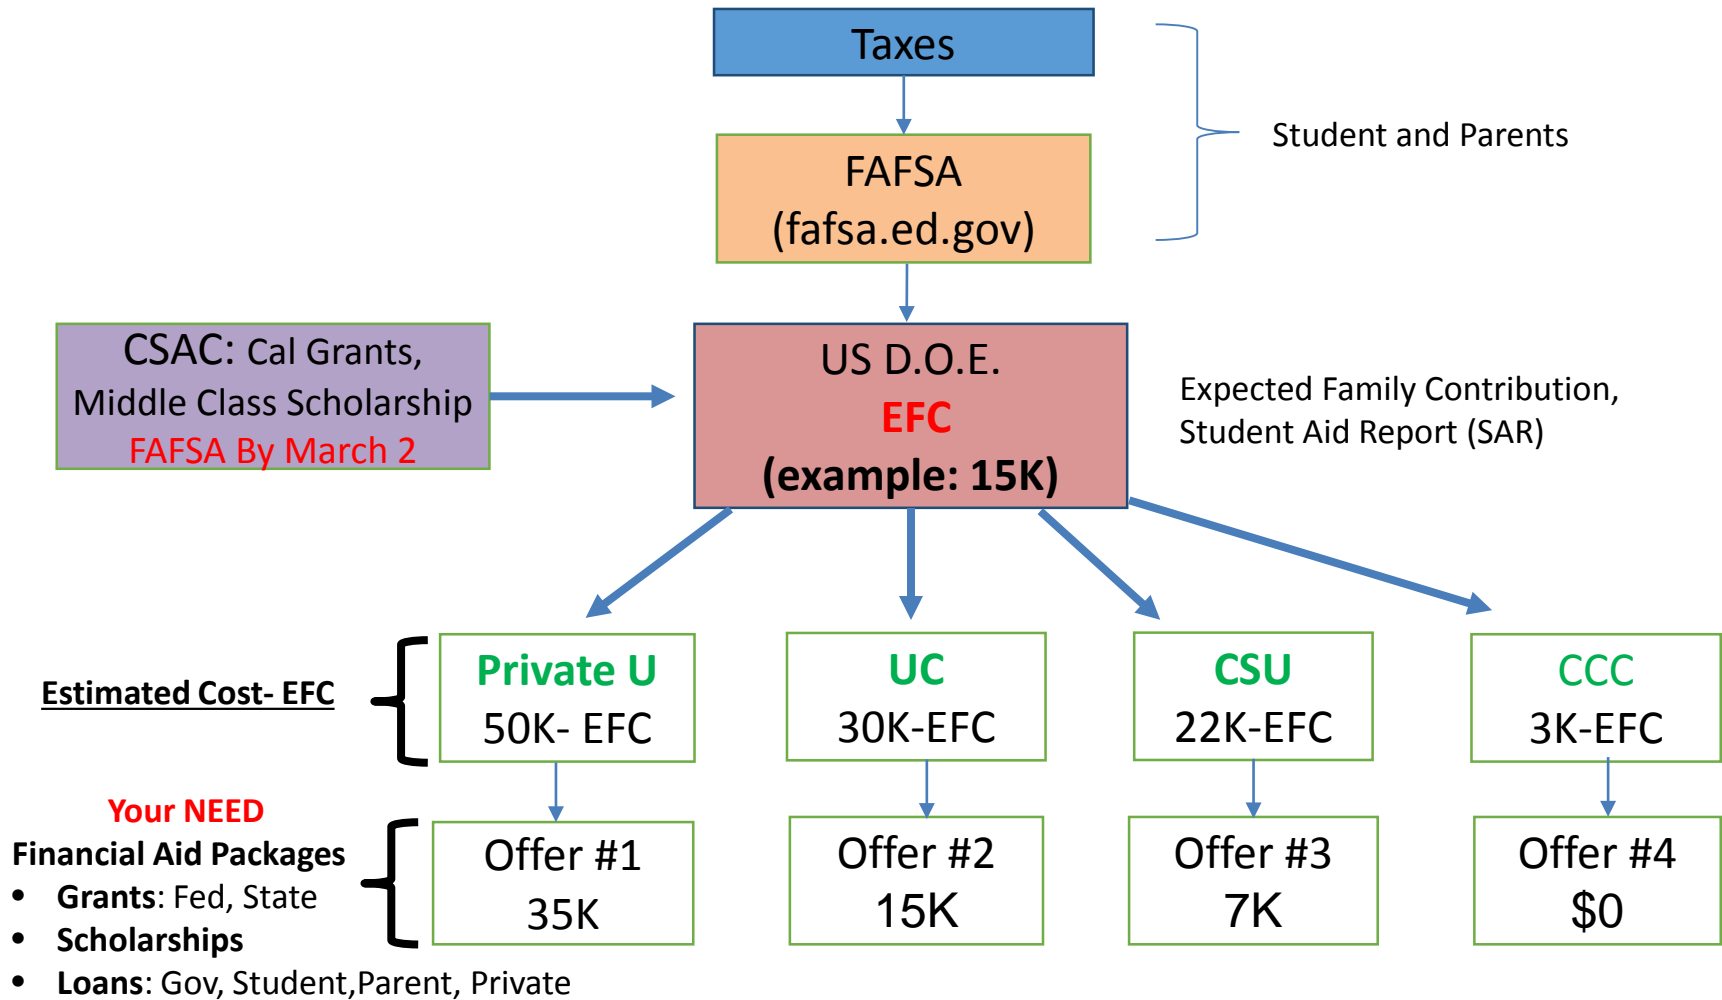 Taxes
Student and Parents
FAFSA
(fafsa.ed.gov)
CSAC: Cal Grants,
Middle Class Scholarship
FAFSA By March 2
US D.O.E.
EFC
(example: 15K)
Expected Family Contribution,
Student Aid Report (SAR)
Estimated Cost- EFC
Private U
50K- EFC
UC
30K-EFC
CSU
22K-EFC
CCC
3K-EFC
Your NEED
Financial Aid Packages
• Grants: Fed, State
• Scholarships
• Loans: Gov, Student,Parent, Private
Offer #1
35K
Offer #2
15K
Offer #3
7K
Offer #4
$0